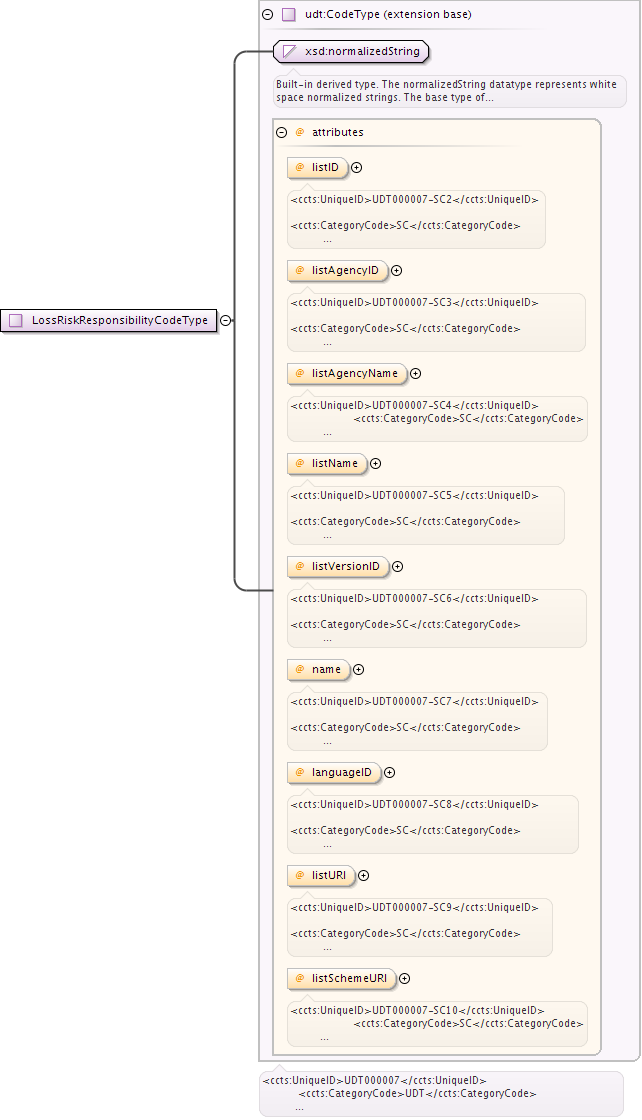 udt:CodeType (extension base)
xsd:normalizedString
Built-in derived type. The normalizedString datatype represents white
space normalized strings. The base type of...
@ attributes
@ listID
<ccts:UniqueID>UDT000007-SC2</ccts:UniqueID>
<ccts:CategoryCode>SC</ccts:CategoryCode>
...
@ listAgencyID
<ccts:UniqueID>UDT000007-SC3</ccts:UniqueID>
<ccts:CategoryCode>SC</ccts:CategoryCode>
...
LossRiskResponsibilityCodeType
@ listAgencyName
<ccts:UniqueID>UDT000007-SC4</ccts:UniqueID>
<ccts:CategoryCode>SC</ccts:CategoryCode>
...
@ listName
<ccts:UniqueID>UDT000007-SC5</ccts:UniqueID>
<ccts:CategoryCode>SC</ccts:CategoryCode>
...
@ listVersionID
<ccts:UniqueID>UDT000007-SC6</ccts:UniqueID>
<ccts:CategoryCode>SC</ccts:CategoryCode>
...
@ name
<ccts:UniqueID>UDT000007-SC7</ccts:UniqueID>
<ccts:CategoryCode>SC</ccts:CategoryCode>
...
@ languageID
<ccts:UniqueID>UDT000007-SC8</ccts:UniqueID>
<ccts:CategoryCode>SC</ccts:CategoryCode>
...
@ listURI
<ccts:UniqueID>UDT000007-SC9</ccts:UniqueID>
<ccts:CategoryCode>SC</ccts:CategoryCode>
...
@ listSchemeURI
<ccts:UniqueID>UDT000007-SC10</ccts:UniqueID>
<ccts:CategoryCode>SC</ccts:CategoryCode>
...
<ccts:UniqueID>UDT000007</ccts:UniqueID>
<ccts:CategoryCode>UDT</ccts:CategoryCode>
...